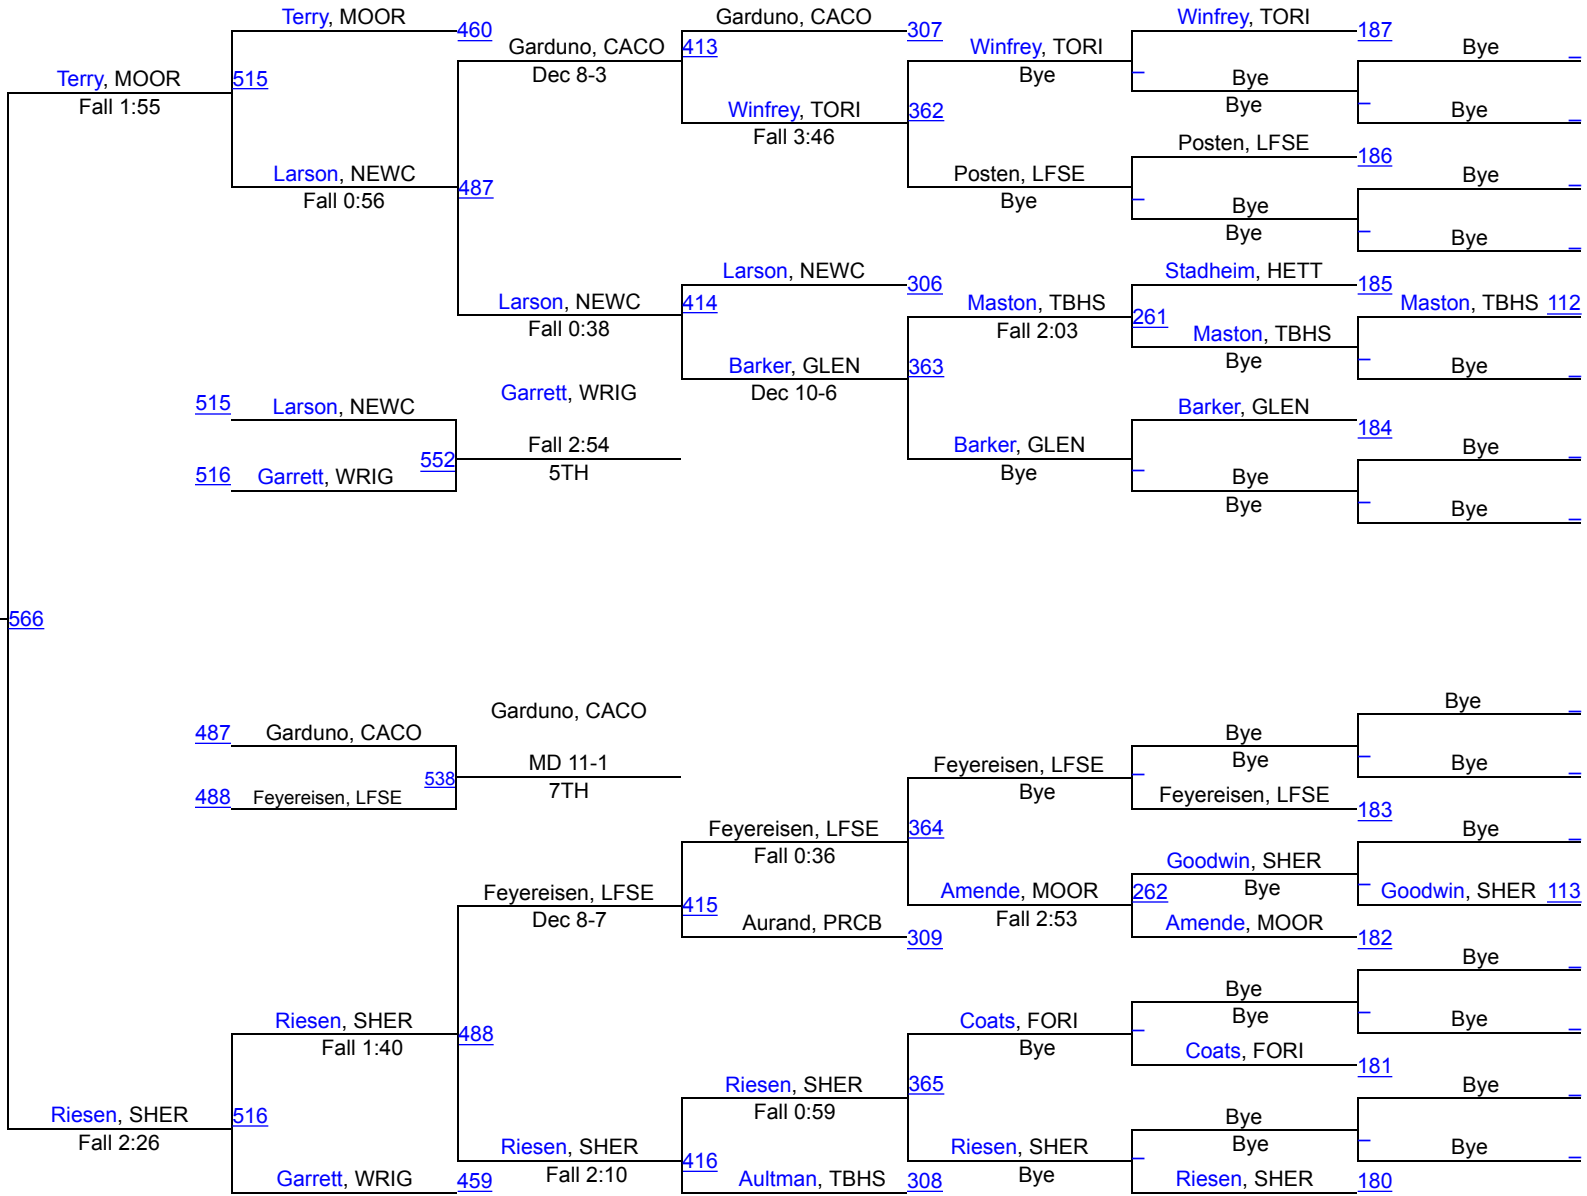 Terry, MOOR
Garduno, CACO
Winfrey, TORI
460
307
187
Garduno, CACO
413
Winfrey, TORI
Bye
Terry, MOOR
515
Dec 8-3
Bye
Bye
Fall 1:55
Winfrey, TORI
362
Bye
Bye
Fall 3:46
Posten, LFSE
186
Larson, NEWC
487
Posten, LFSE
Bye
Fall 0:56
Bye
Bye
Bye
Bye
Larson, NEWC
306
Stadheim, HETT
185
Larson, NEWC
414
Maston, TBHS
261
Maston, TBHS 112
Fall 0:38
Fall 2:03
Maston, TBHS
Barker, GLEN
363
Bye
Bye
Garrett, WRIG
Dec 10-6
515
Larson, NEWC
Barker, GLEN
184
Fall 2:54
Barker, GLEN
Bye
552
5TH
Bye
516
Garrett, WRIG
Bye
Bye
Bye
566
Bye
Garduno, CACO
487
Garduno, CACO
Bye
MD 11-1
Feyereisen, LFSE
Bye
Bye
538
7TH
Bye
488
Feyereisen, LFSE
Feyereisen, LFSE
183
Feyereisen, LFSE
364
Bye
Fall 0:36
Goodwin, SHER
Feyereisen, LFSE
415
Amende, MOOR
262
Bye
Goodwin, SHER 113
Dec 8-7
Aurand, PRCB
309
Fall 2:53
Amende, MOOR
182
Bye
Bye
Riesen, SHER
488
Coats, FORI
Bye
Bye
Fall 1:40
Bye
Coats, FORI
181
Riesen, SHER
365
Bye
Riesen, SHER
516
Fall 0:59
Bye
Fall 2:26
Riesen, SHER
416
Riesen, SHER
Bye
Bye
Garrett, WRIG
459
Fall 2:10
Aultman, TBHS
308
Bye
Riesen, SHER
180